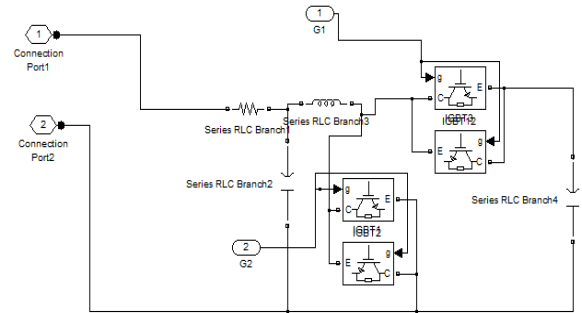 1
G1
1
Connection
Port1
g
C
E
Series RLC Branch1
Series RLC Branch3
2
Connection
Port2
E
g
C
Series RLC Branch2
Series RLC Branch4
g
C
E
2
G2
E
g
C